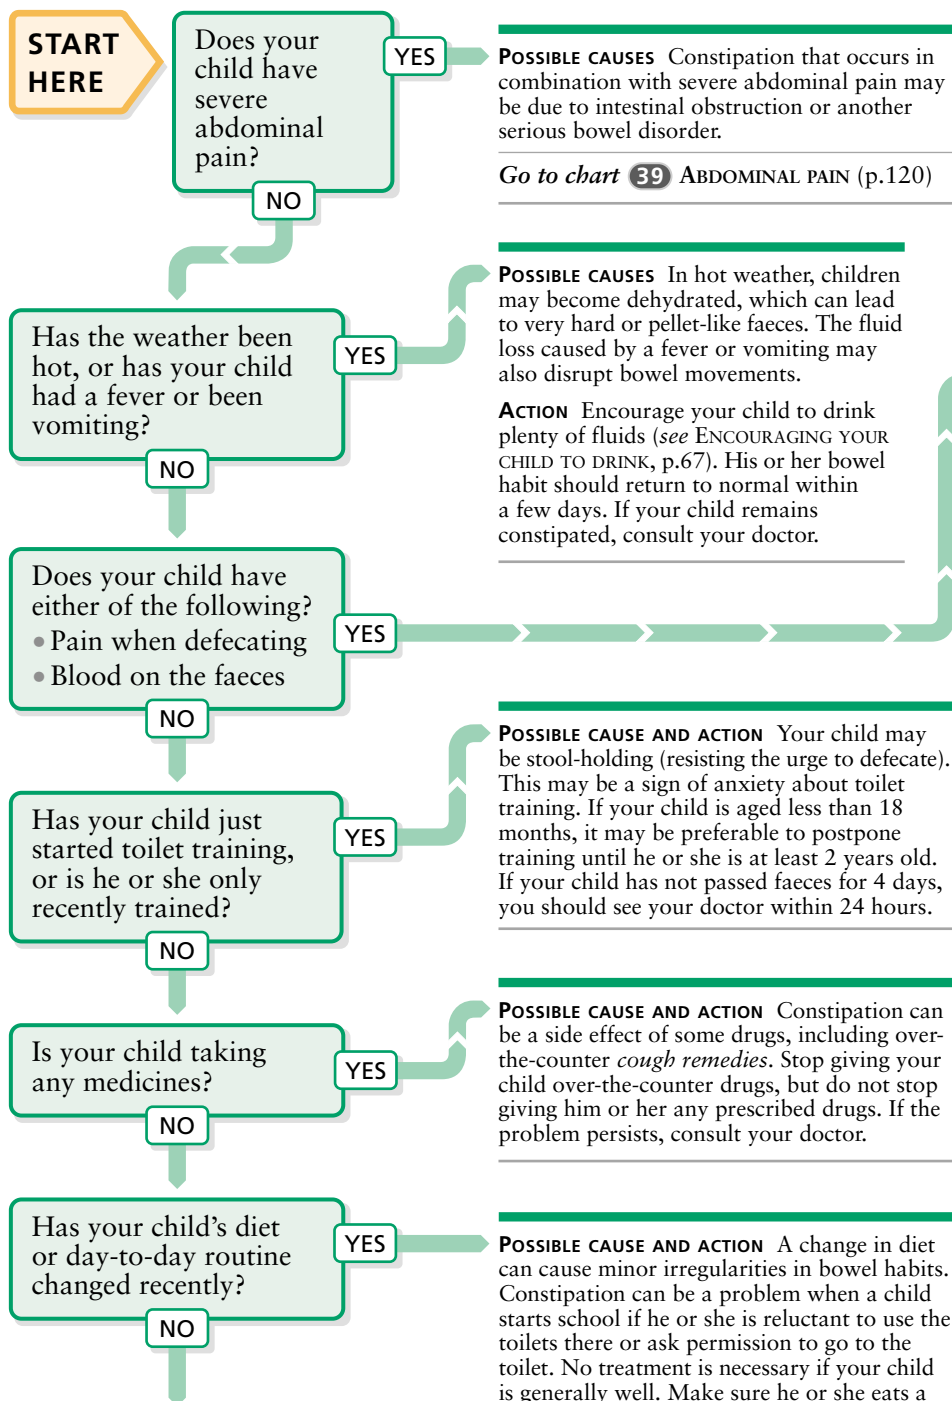 START
HERE
Does your
child have
severe
abdominal
pain?
YES
NO
POSSIBLE CAUSES Constipation that occurs in
combination with severe abdominal pain may
be due to intestinal obstruction or another
serious bowel disorder.
Go to chart 39 ABDOMINAL PAIN (p.120)
Has the weather been
hot, or has your child
had a fever or been
vomiting?
YES
NO
POSSIBLE CAUSES In hot weather, children
may become dehydrated, which can lead
to very hard or pellet-like faeces. The fluid
loss caused by a fever or vomiting may
also disrupt bowel movements.
ACTION Encourage your child to drink
plenty of fluids (see ENCOURAGING YOUR
CHILD TO DRINK, p.67). His or her bowel
habit should return to normal within
a few days. If your child remains
constipated, consult your doctor.
Does your child have
either of the following?
• Pain when defecating
• Blood on the faeces
YES
NO
Has your child just
started toilet training,
or is he or she only
recently trained?
YES
NO
POSSIBLE CAUSE AND ACTION Your child may
be stool-holding (resisting the urge to defecate).
This may be a sign of anxiety about toilet
training. If your child is aged less than 18
months, it may be preferable to postpone
training until he or she is at least 2 years old.
If your child has not passed faeces for 4 days,
you should see your doctor within 24 hours.
Is your child taking
any medicines?
YES
NO
POSSIBLE CAUSE AND ACTION Constipation can
be a side effect of some drugs, including over-
the-counter cough remedies. Stop giving your
child over-the-counter drugs, but do not stop
giving him or her any prescribed drugs. If the
problem persists, consult your doctor.
Has your child's diet
or day-to-day routine
changed recently?
YES
NO
POSSIBLE CAUSE AND ACTION A change in diet
can cause minor irregularities in bowel habits.
Constipation can be a problem when a child
starts school if he or she is reluctant to use the
toilets there or ask permission to go to the
toilet. No treatment is necessary if your child
is generally well. Make sure he or she eats a